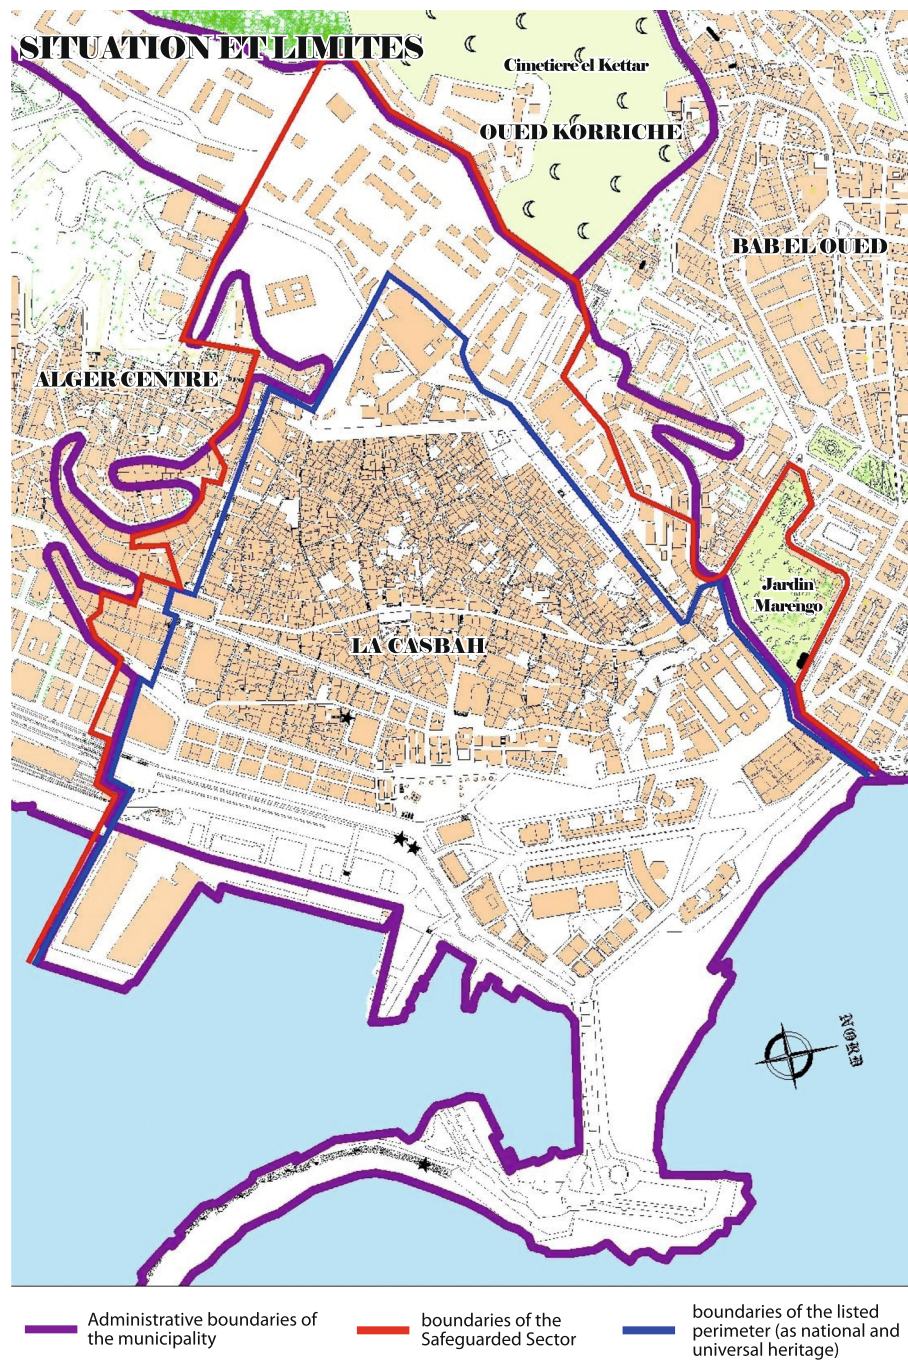 SITUATION ET LIMITES
Cimetiere el Kettar
OUED KORRICHE
BAB EL OUED
ALGER CENTRE
Jardin
Marengo
LA CASBAH
NORD
Administrative boundaries of
the municipality
boundaries of the
Safeguarded Sector
boundaries of the listed
perimeter (as national and
universal heritage)